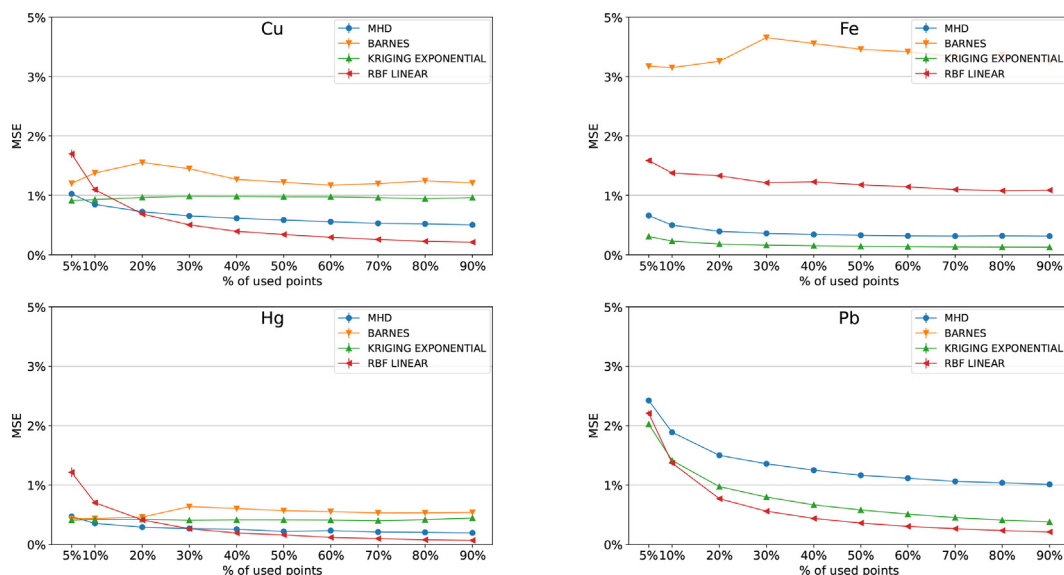 Cu
MHD
BARNES
KRIGING EXPONENTIAL
RBF LINEAR
5%
3%
2%
1%
0%
MSE
5% 10% 20% 30% 40% 50% 60% 70% 80% 90%
% of used points
Fe
MHD
BARNES
KRIGING EXPONENTIAL
RBF LINEAR
5%
3%
2%
1%
0%
MSE
5% 10% 20% 30% 40% 50% 60% 70% 80% 90%
% of used points
Hg
MHD
BARNES
KRIGING EXPONENTIAL
RBF LINEAR
5%
3%
2%
1%
0%
MSE
5% 10% 20% 30% 40% 50% 60% 70% 80% 90%
% of used points
Pb
MHD
BARNES
KRIGING EXPONENTIAL
RBF LINEAR
5%
3%
2%
1%
0%
MSE
5% 10% 20% 30% 40% 50% 60% 70% 80% 90%
% of used points